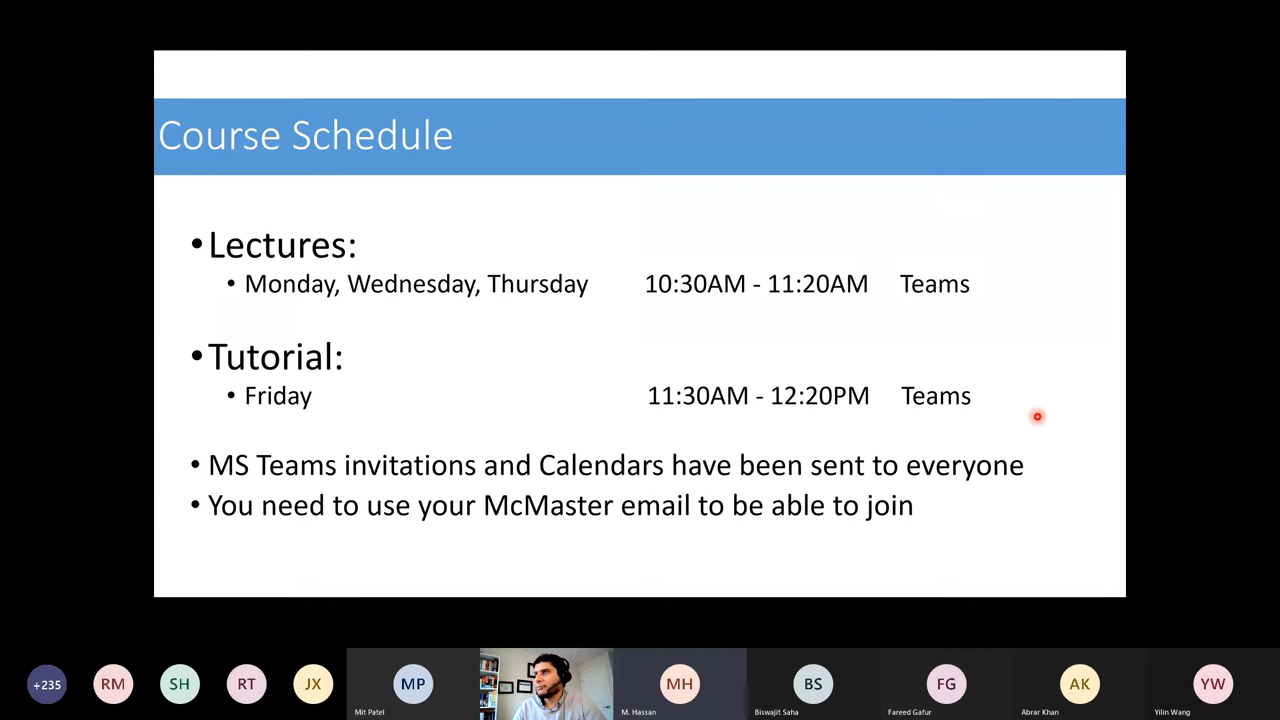 Course Schedule
•Lectures:
• Monday, Wednesday, Thursday 10:30AM - 11:20AM Teams
•Tutorial:
• Friday 11:30AM - 12:20PM Teams
• MS Teams invitations and Calendars have been sent to everyone
• You need to use your McMaster email to be able to join
+235 RM SH RT JX MP MH BS FG AK YW
Mit Patel M. Hassan Biswajit Saha Fareed Gafur Abrar Khan Yilin Wang